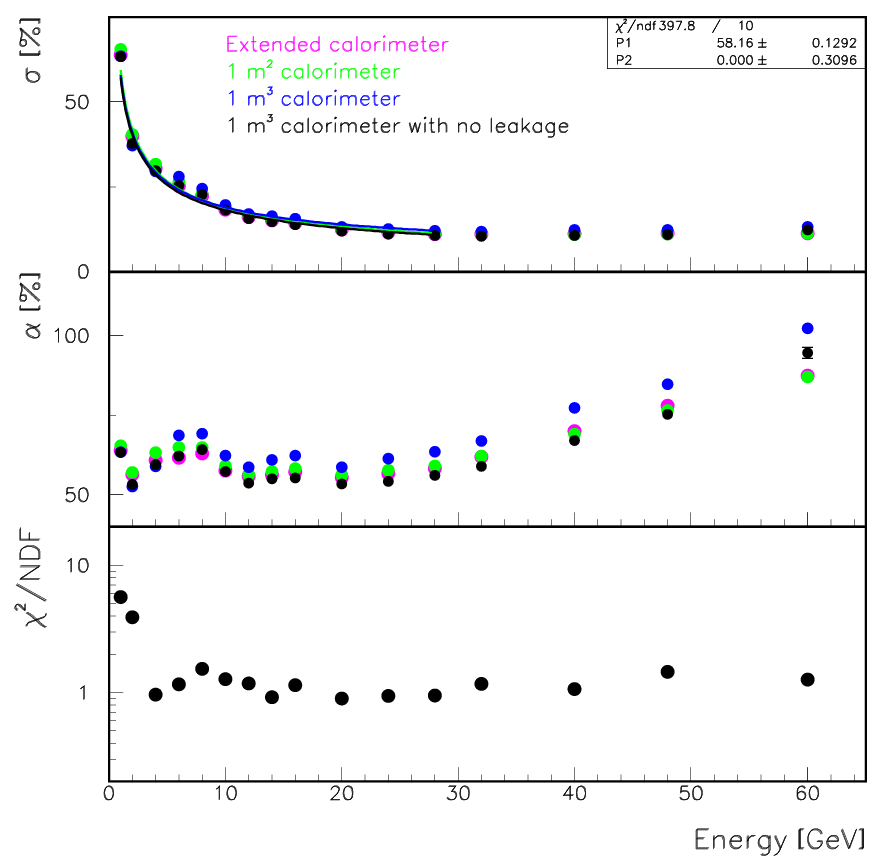 σ [%]
Extended calorimeter
1 m² calorimeter
1 m³ calorimeter
1 m³ calorimeter with no leakage
χ²/ndf 397.8 / 10
P1 58.16 ± 0.1292
P2 0.000 ± 0.3096
50
0
α [%]
100
50
χ²/NDF
10
1
0 10 20 30 40 50 60
Energy [GeV]